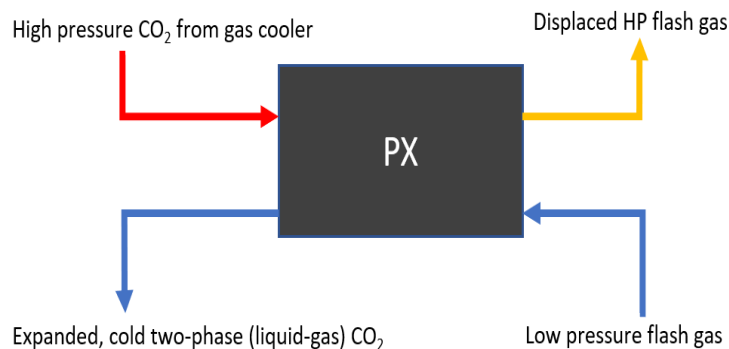 High pressure CO₂ from gas cooler
Displaced HP flash gas
PX
Expanded, cold two-phase (liquid-gas) CO₂
Low pressure flash gas